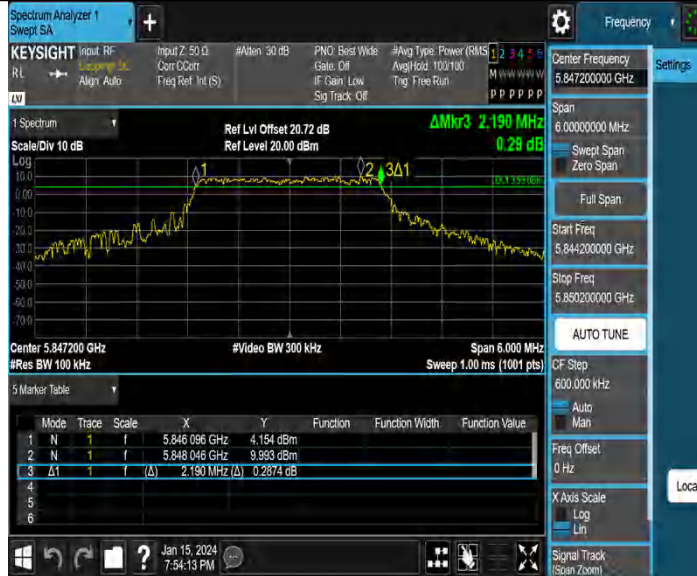 Spectrum Analyzer 1
Swept SA
Frequency
KEYSIGHT Input: RF Input Z: 50 Ω #Atten: 30 dB PNO: Best Wide #Avg Type: Power (RMS) 1 2 3 4 5 6
RL Corr CCorr Gate: Off Avg|Hold: 100/100 M W W W W W
Align: Auto Freq Ref: Int (S) IF Gain: Low Trig: Free Run
Sig Track: Off P P P P P P
1 Spectrum
Scale/Div 10 dB Ref Lvl Offset 20.72 dB ΔMkr3 2.190 MHz
Ref Level 20.00 dBm 0.29 dB
Log
10.0
0.00
-10.0
-20.0
-30.0
-40.0
-50.0
-60.0
-70.0
1 2 3Δ1
Center 5.847200 GHz #Video BW 300 kHz Span 6.000 MHz
#Res BW 100 kHz Sweep 1.00 ms (1001 pts)
5 Marker Table
Mode Trace Scale X Y Function Function Width Function Value
1 N 1 f 5.846 096 GHz 4.154 dBm
2 N 1 f 5.848 046 GHz 9.993 dBm
3 Δ1 1 f (Δ) 2.190 MHz (Δ) 0.2874 dB
4
5
6
Jan 15, 2024
7:54:13 PM
Center Frequency
5.847200000 GHz
Settings
Span
6.00000000 MHz
Swept Span
Zero Span
Full Span
Start Freq
5.844200000 GHz
Stop Freq
5.850200000 GHz
AUTO TUNE
CF Step
600.000 kHz
Auto
Man
Freq Offset
0 Hz
X Axis Scale
Log
Lin
Loca
Signal Track
(Span Zoom)